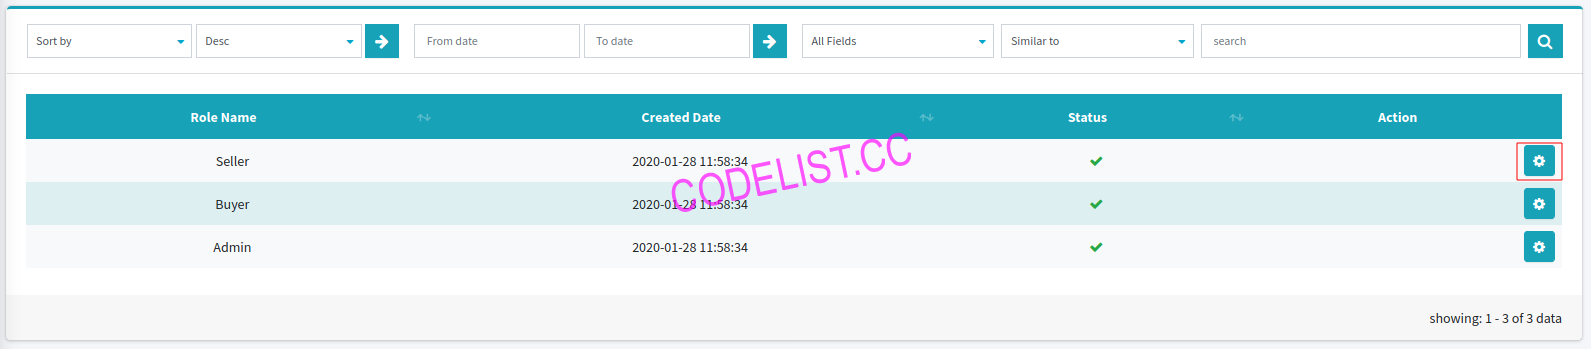 Sort by Desc From date To date All Fields Similar to search
Role Name Created Date Status Action
Seller 2020-01-28 11:58:34
CODELIST.CC
Buyer 2020-01-28 11:58:34
Admin 2020-01-28 11:58:34
showing: 1 - 3 of 3 data